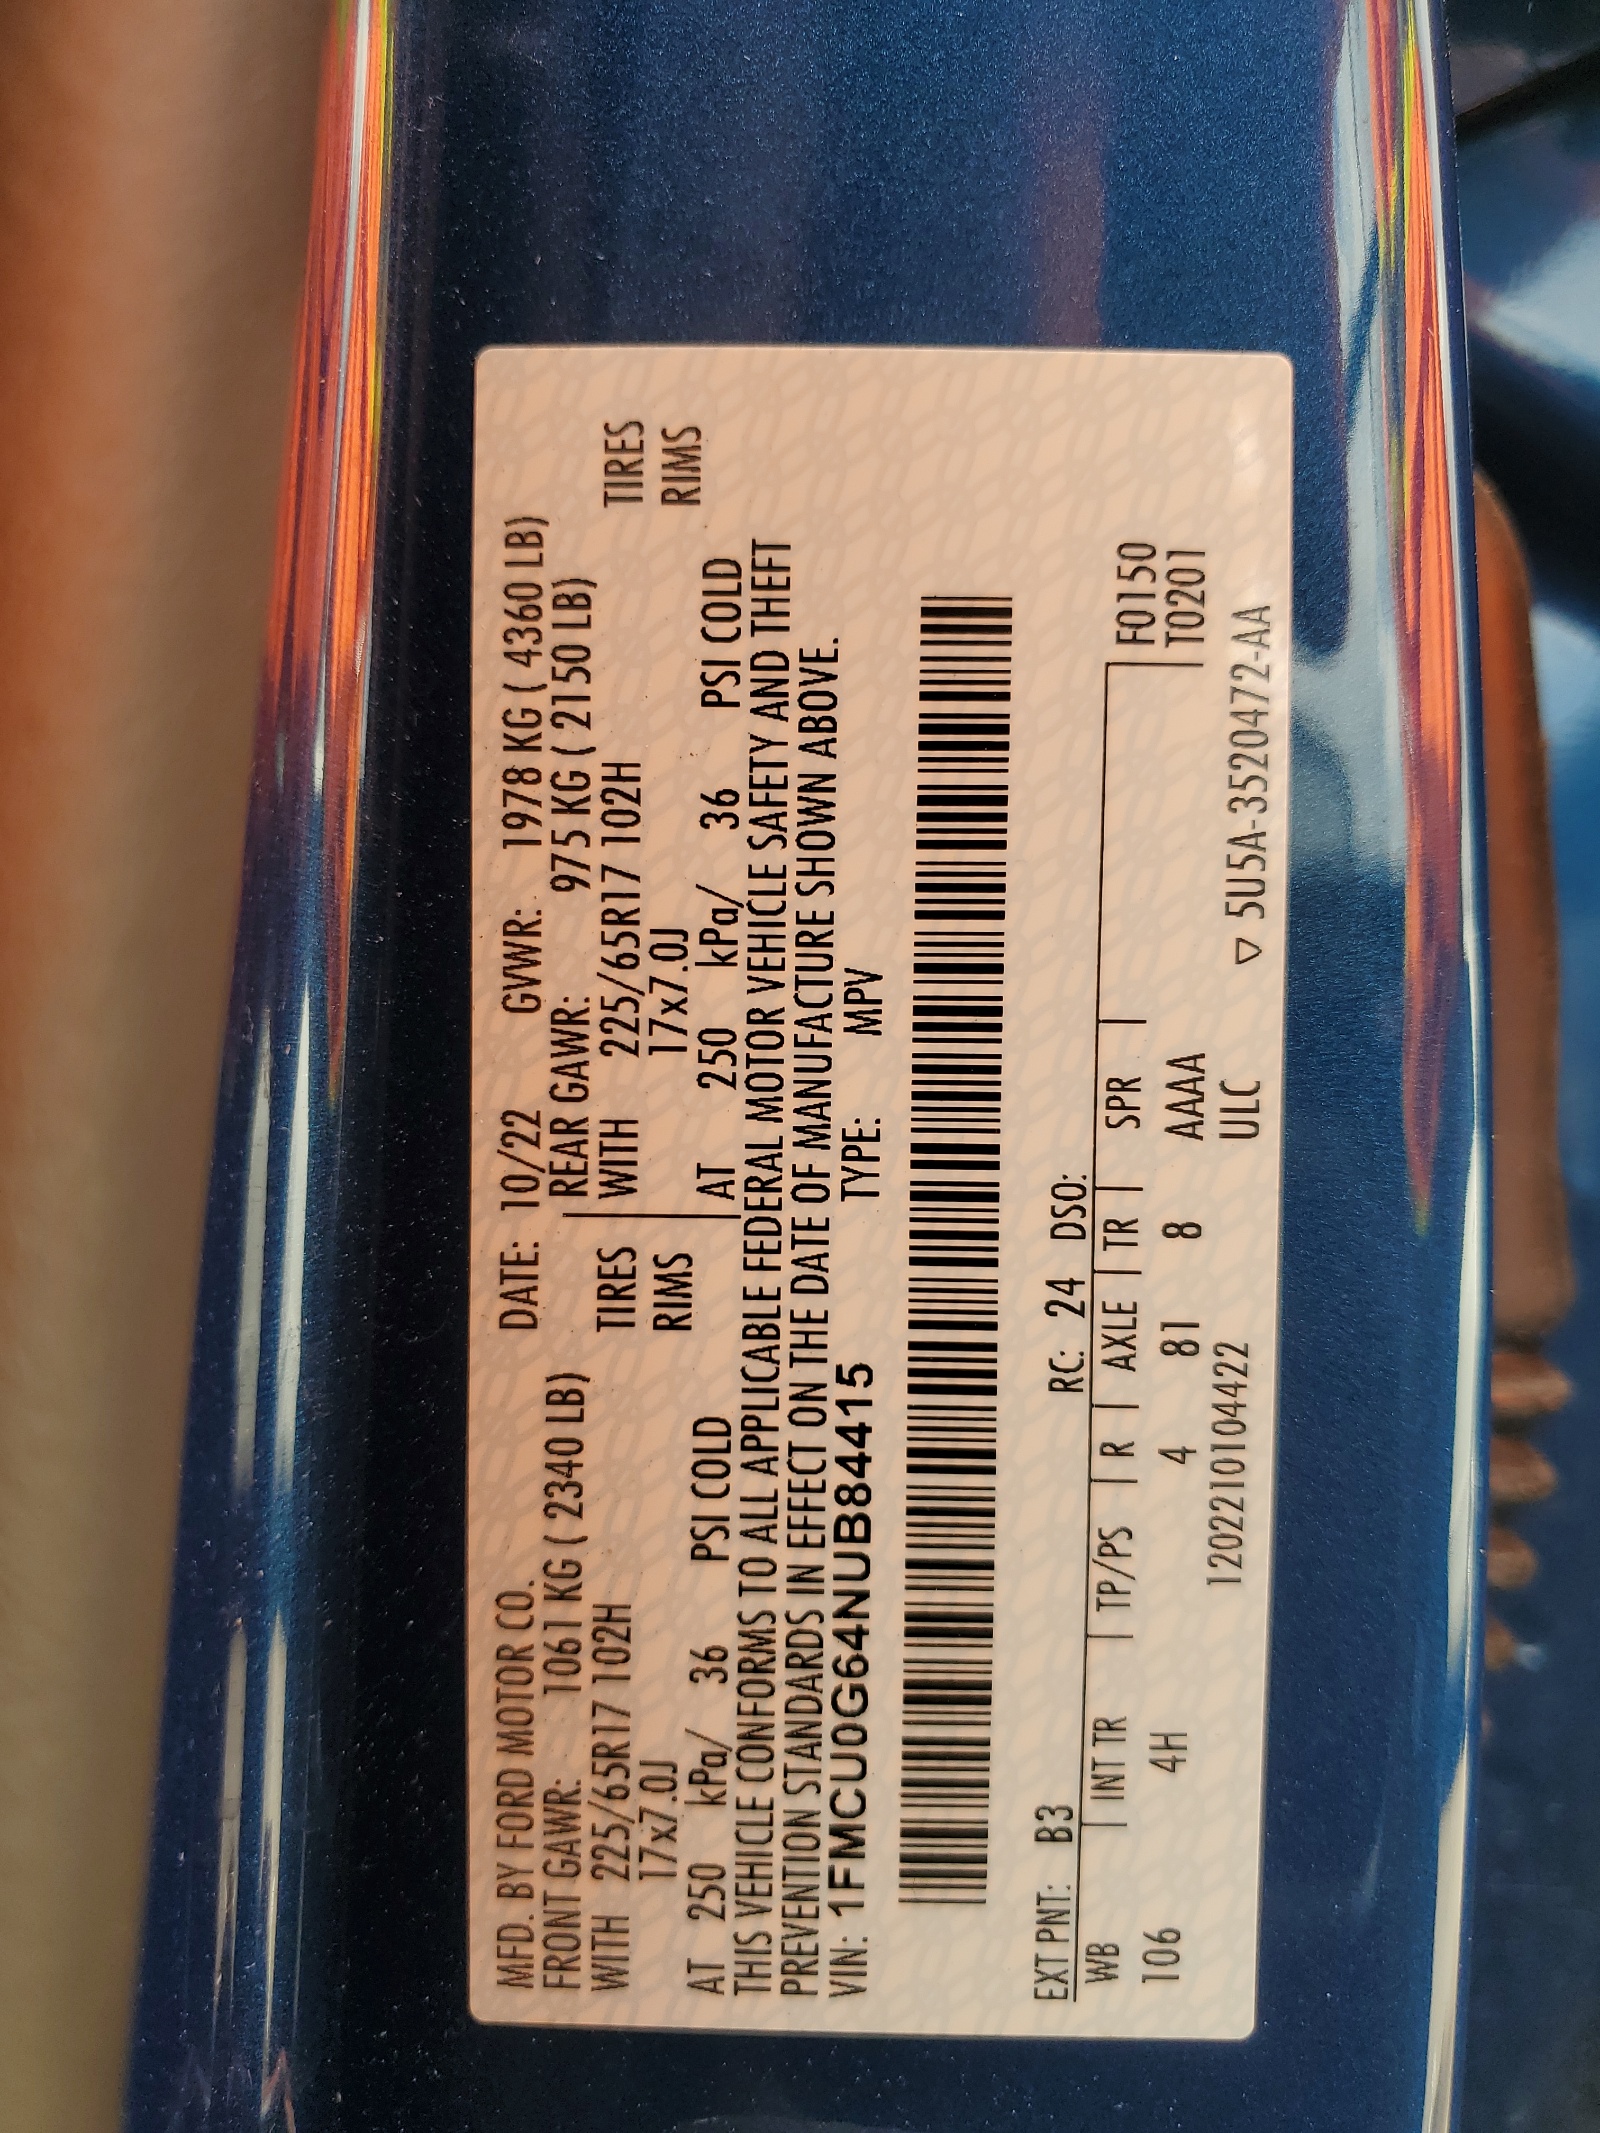 MFD. BY FORD MOTOR CO. DATE: 10/22 GVWR: 1978 KG ( 4360 LB)
FRONT GAWR: 1061 KG ( 2340 LB) REAR GAWR: 975 KG ( 2150 LB)
WITH 225/65R17 102H TIRES WITH 225/65R17 102H TIRES
17x7.0J RIMS 17x7.0J RIMS
AT 250 kPa/ 36 PSI COLD AT 250 kPa/ 36 PSI COLD
THIS VEHICLE CONFORMS TO ALL APPLICABLE FEDERAL MOTOR VEHICLE SAFETY AND THEFT
PREVENTION STANDARDS IN EFFECT ON THE DATE OF MANUFACTURE SHOWN ABOVE.
VIN: 1FMCU0G64NUB84415 TYPE: MPV
EXT PNT: B3 RC: 24 DSO:
WB | INT TR | TP/PS | R | AXLE | TR | SPR | F0150
106 4H 4 81 8 AAAA T0201
1202210104422 ULC ▽ 5U5A-3520472-AA